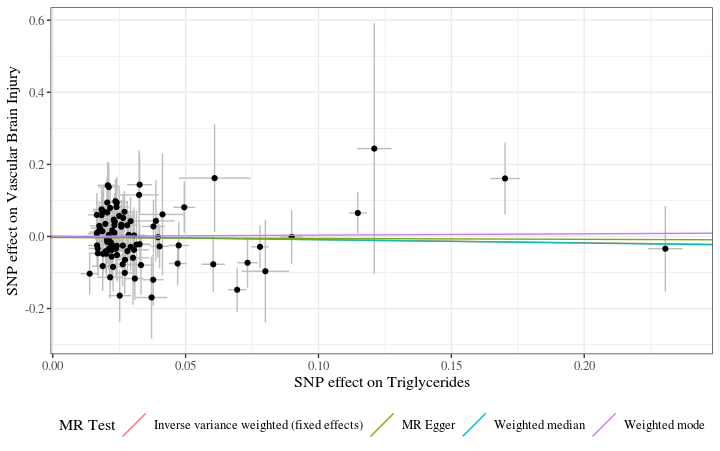 0.6
0.4
0.2
0.0
-0.2
SNP effect on Vascular Brain Injury
0.00 0.05 0.10 0.15 0.20
SNP effect on Triglycerides
MR Test Inverse variance weighted (fixed effects) MR Egger Weighted median Weighted mode